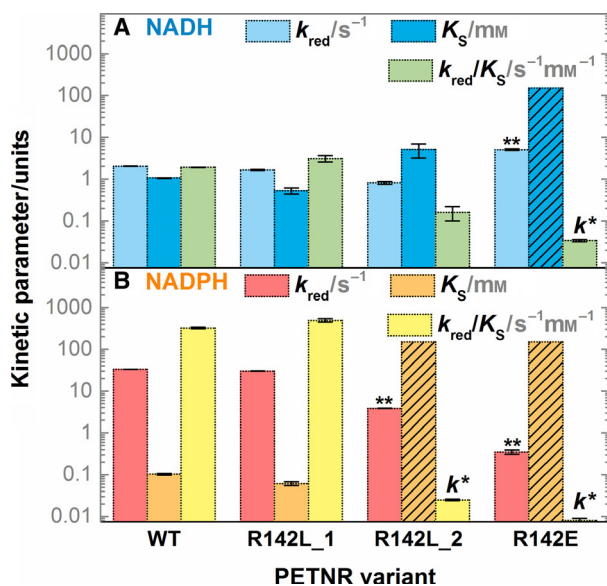 A NADH
k_red/s⁻¹ K_S/mM
k_red/K_S/s⁻¹mM⁻¹
1000
100
10
1
0.1
0.01
**
k*
B NADPH
k_red/s⁻¹ K_S/mM
k_red/K_S/s⁻¹mM⁻¹
1000
100
10
1
0.1
0.01
**
k*
**
k*
Kinetic parameter/units
WT R142L_1 R142L_2 R142E
PETNR variant